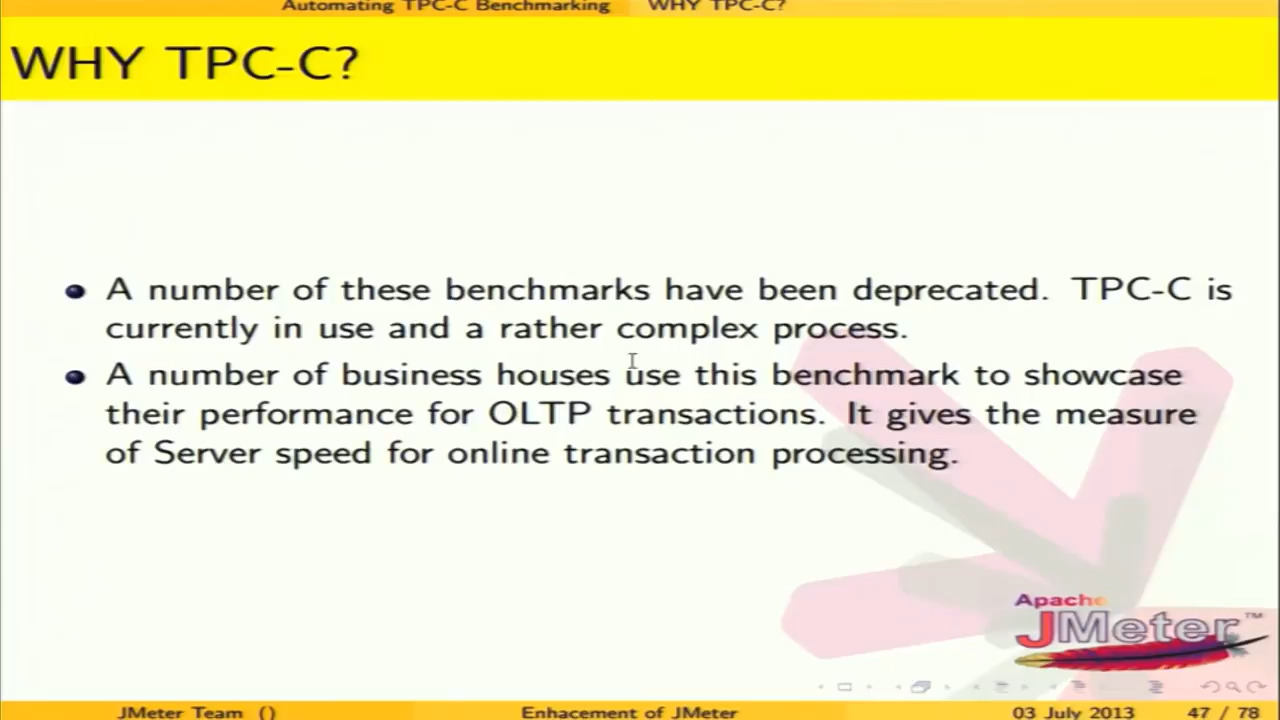 Automating TPC-C Benchmarking WHY TPC-C?
WHY TPC-C?
A number of these benchmarks have been deprecated. TPC-C is
currently in use and a rather complex process.
A number of business houses use this benchmark to showcase
their performance for OLTP transactions. It gives the measure
of Server speed for online transaction processing.
Apache
JMeter™
JMeter Team () Enhacement of JMeter 03 July 2013 47 / 78